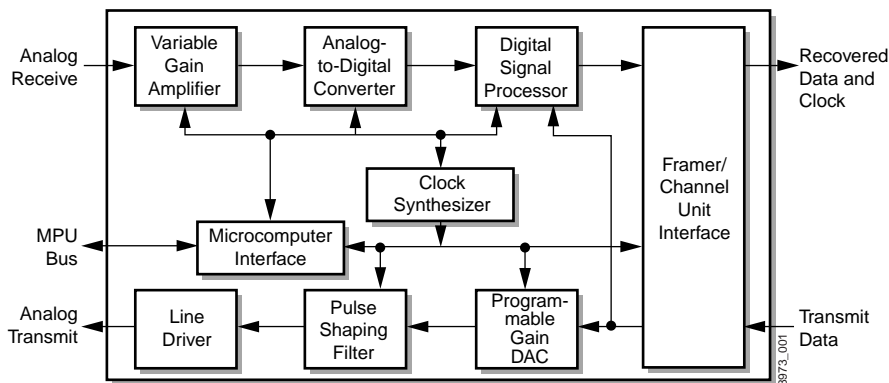 Analog
Receive
Variable
Gain
Amplifier
Analog-
to-Digital
Converter
Digital
Signal
Processor
Recovered
Data and
Clock
Framer/
Channel
Unit
Interface
Clock
Synthesizer
MPU
Bus
Microcomputer
Interface
Analog
Transmit
Line
Driver
Pulse
Shaping
Filter
Program-
mable
Gain
DAC
Transmit
Data
8973_001